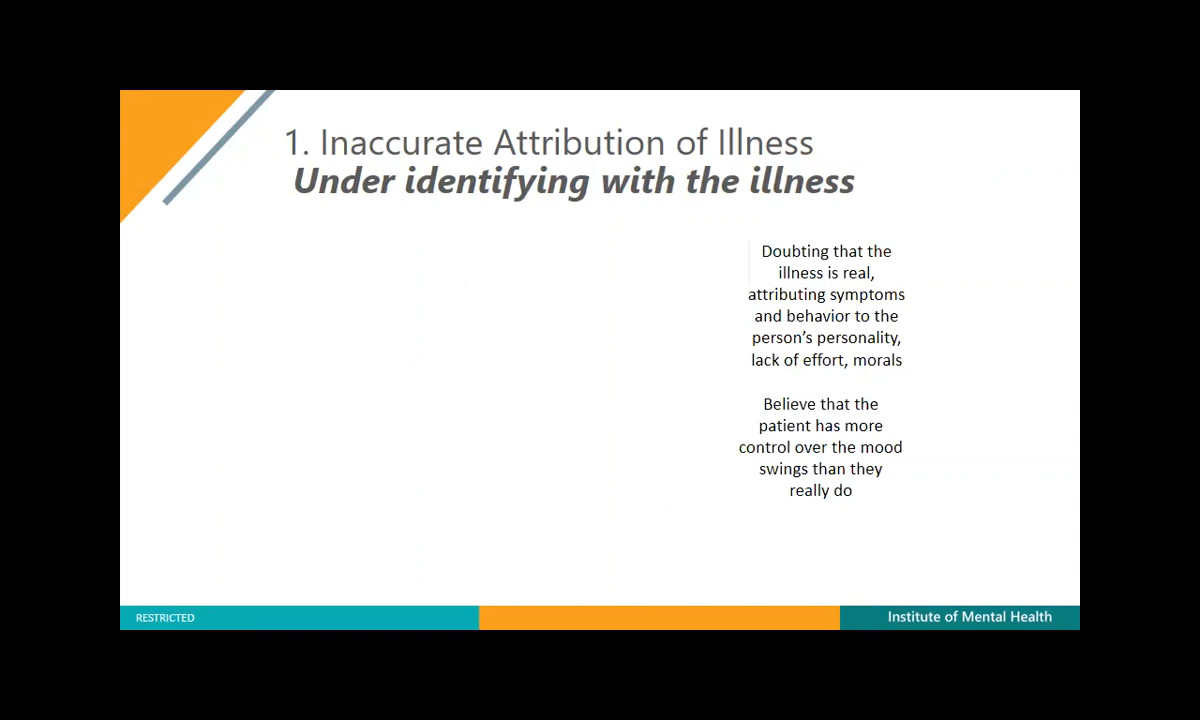 1. Inaccurate Attribution of Illness
Under identifying with the illness
Doubting that the
illness is real,
attributing symptoms
and behavior to the
person's personality,
lack of effort, morals
Believe that the
patient has more
control over the mood
swings than they
really do
RESTRICTED
Institute of Mental Health